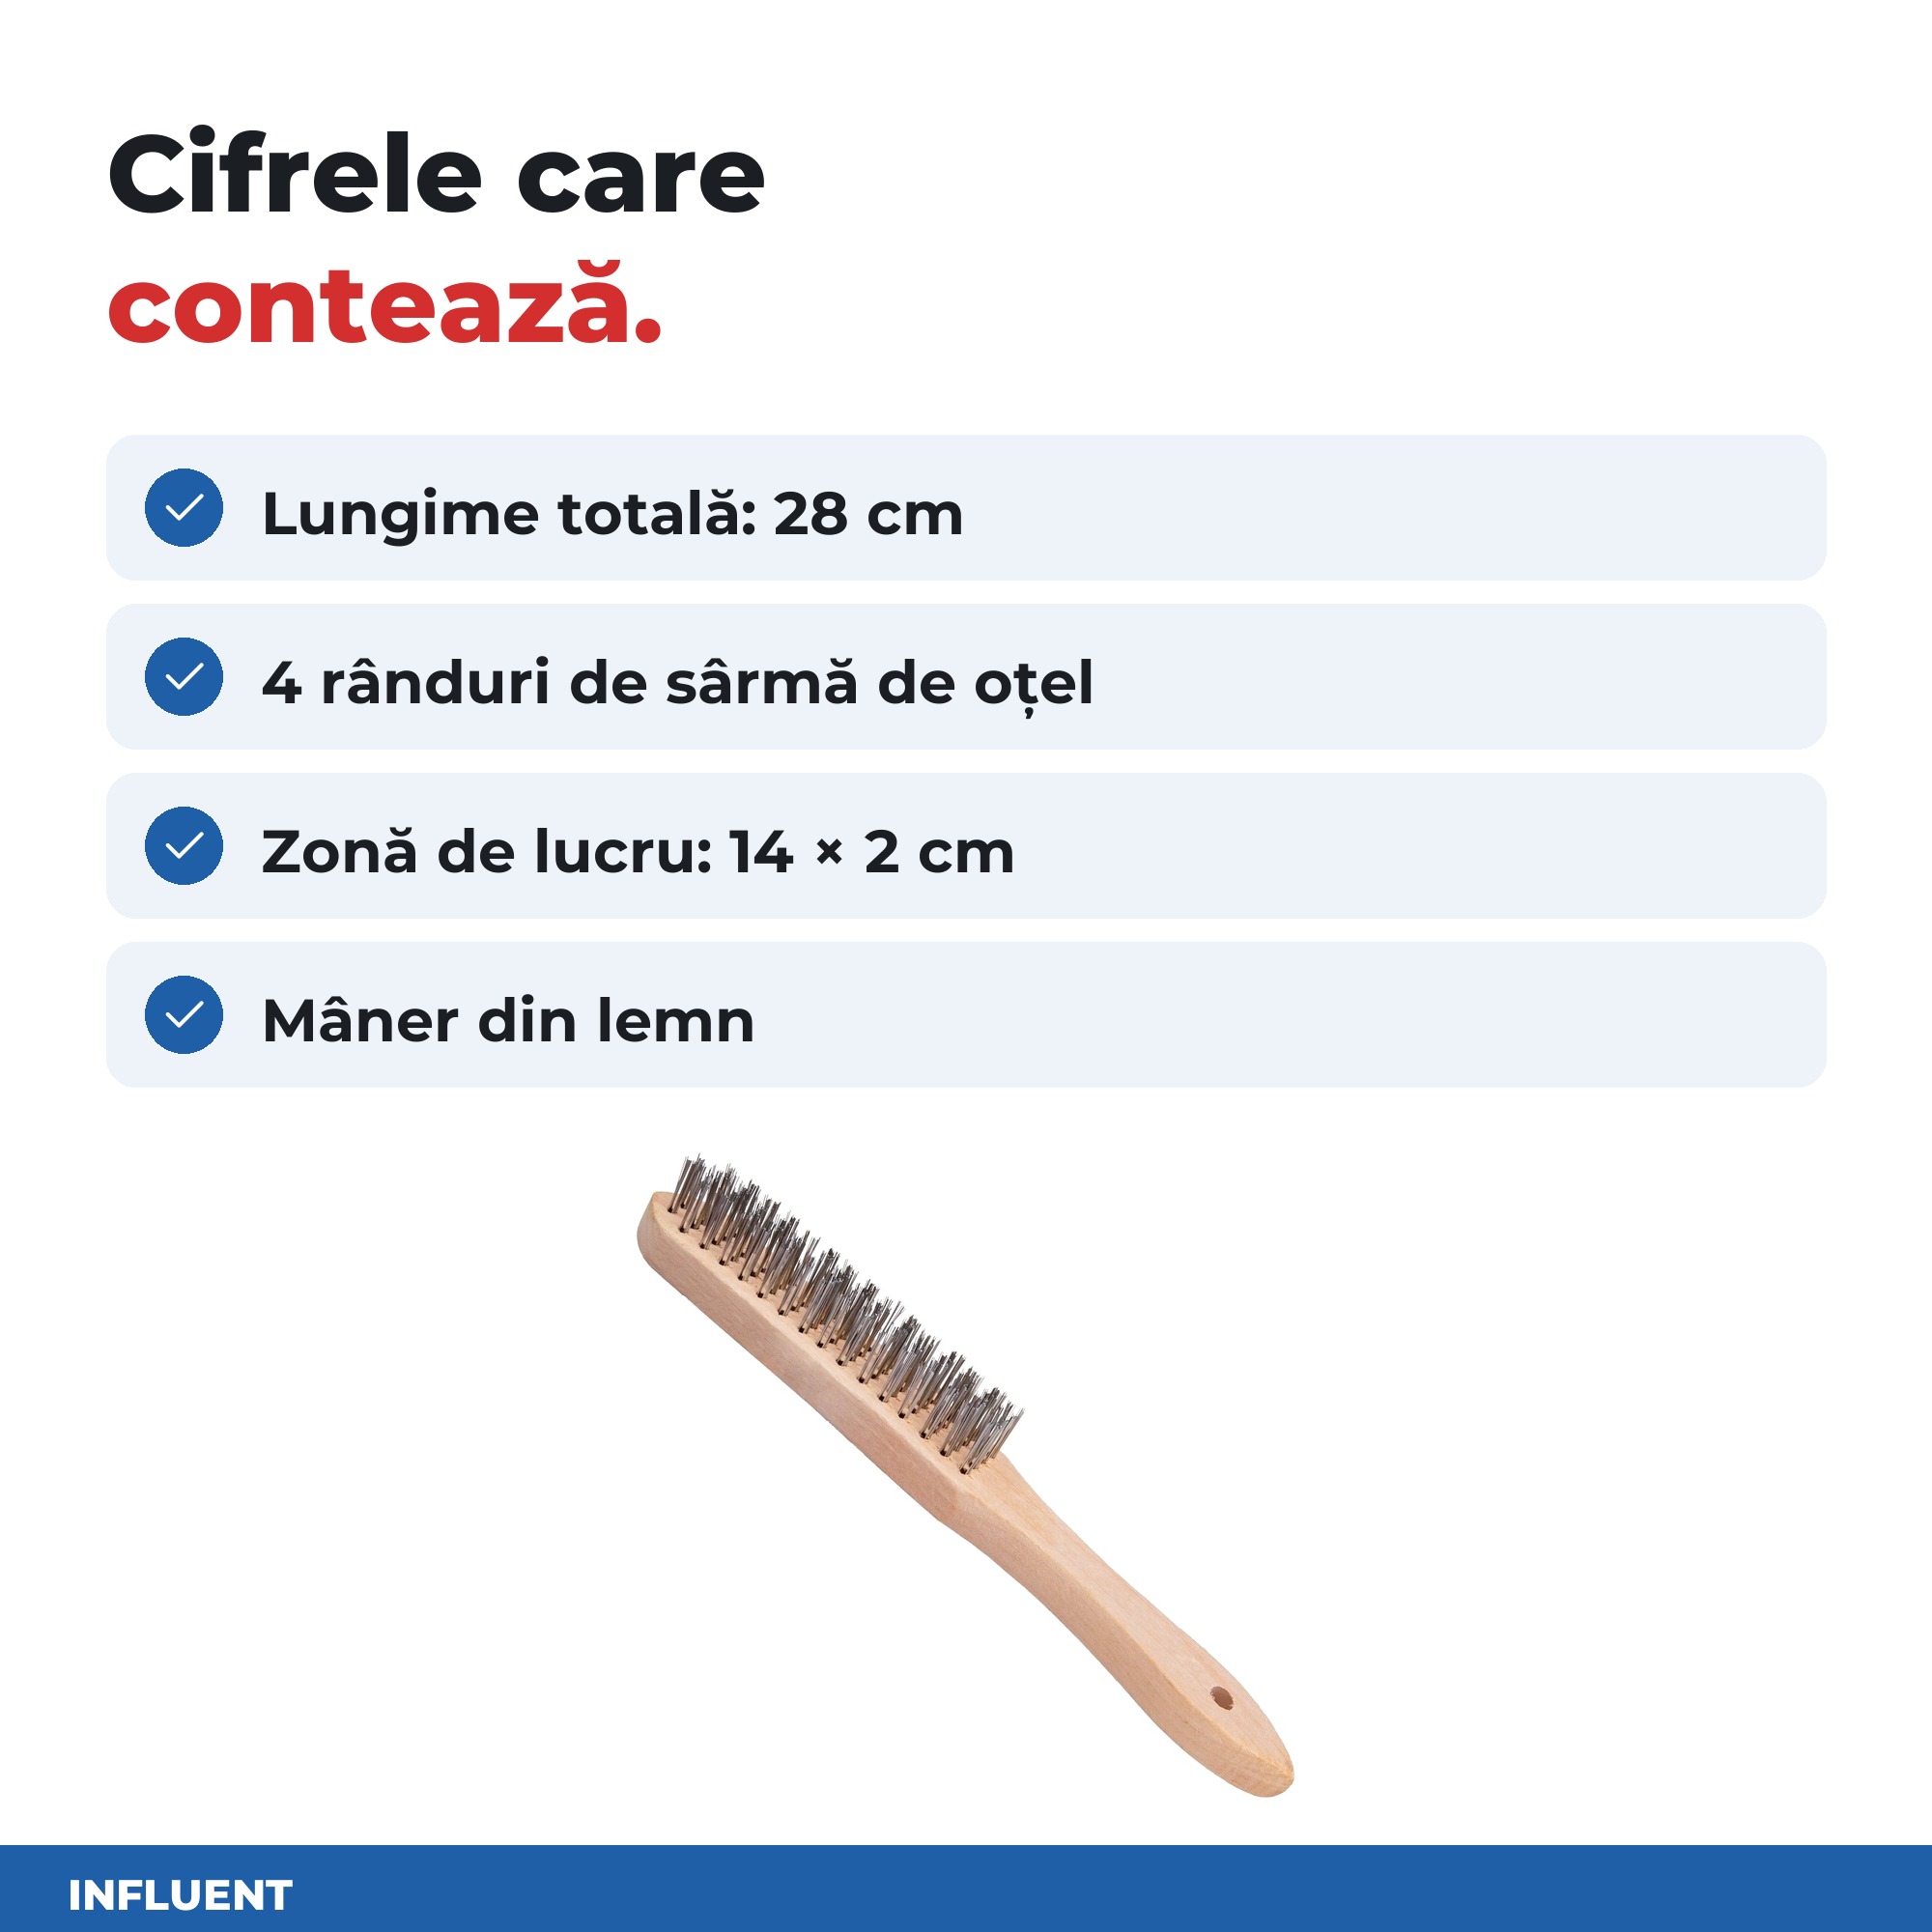 Cifrele care
contează.
Lungime totală: 28 cm
4 rânduri de sârmă de oțel
Zonă de lucru: 14 × 2 cm
Mâner din lemn
INFLUENT